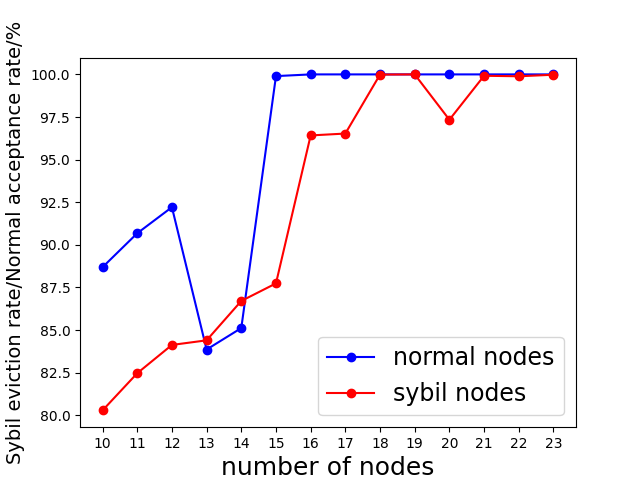 Sybil eviction rate/Normal acceptance rate/%
100.0
97.5
95.0
92.5
90.0
87.5
85.0
82.5
80.0
normal nodes
sybil nodes
10 11 12 13 14 15 16 17 18 19 20 21 22 23
number of nodes